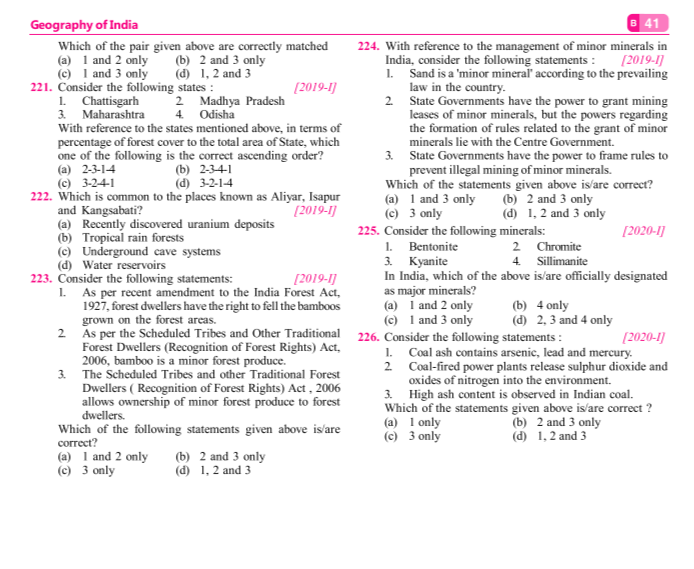 Geography of India
B 41
Which of the pair given above are correctly matched
(a) 1 and 2 only (b) 2 and 3 only
(c) 1 and 3 only (d) 1, 2 and 3
221. Consider the following states : [2019-I]
1. Chattisgarh 2. Madhya Pradesh
3. Maharashtra 4. Odisha
With reference to the states mentioned above, in terms of
percentage of forest cover to the total area of State, which
one of the following is the correct ascending order?
(a) 2-3-1-4 (b) 2-3-4-1
(c) 3-2-4-1 (d) 3-2-1-4
222. Which is common to the places known as Aliyar, Isapur
and Kangsabati? [2019-I]
(a) Recently discovered uranium deposits
(b) Tropical rain forests
(c) Underground cave systems
(d) Water reservoirs
223. Consider the following statements: [2019-I]
1. As per recent amendment to the India Forest Act,
1927, forest dwellers have the right to fell the bamboos
grown on the forest areas.
2. As per the Scheduled Tribes and Other Traditional
Forest Dwellers (Recognition of Forest Rights) Act,
2006, bamboo is a minor forest produce.
3. The Scheduled Tribes and other Traditional Forest
Dwellers ( Recognition of Forest Rights) Act , 2006
allows ownership of minor forest produce to forest
dwellers.
Which of the following statements given above is/are
correct?
(a) 1 and 2 only (b) 2 and 3 only
(c) 3 only (d) 1, 2 and 3
224. With reference to the management of minor minerals in
India, consider the following statements : [2019-I]
1. Sand is a 'minor mineral' according to the prevailing
law in the country.
2. State Governments have the power to grant mining
leases of minor minerals, but the powers regarding
the formation of rules related to the grant of minor
minerals lie with the Centre Government.
3. State Governments have the power to frame rules to
prevent illegal mining of minor minerals.
Which of the statements given above is/are correct?
(a) 1 and 3 only (b) 2 and 3 only
(c) 3 only (d) 1, 2 and 3 only
225. Consider the following minerals: [2020-I]
1. Bentonite 2. Chromite
3. Kyanite 4. Sillimanite
In India, which of the above is/are officially designated
as major minerals?
(a) 1 and 2 only (b) 4 only
(c) 1 and 3 only (d) 2, 3 and 4 only
226. Consider the following statements : [2020-I]
1. Coal ash contains arsenic, lead and mercury.
2. Coal-fired power plants release sulphur dioxide and
oxides of nitrogen into the environment.
3. High ash content is observed in Indian coal.
Which of the statements given above is/are correct ?
(a) 1 only (b) 2 and 3 only
(c) 3 only (d) 1, 2 and 3